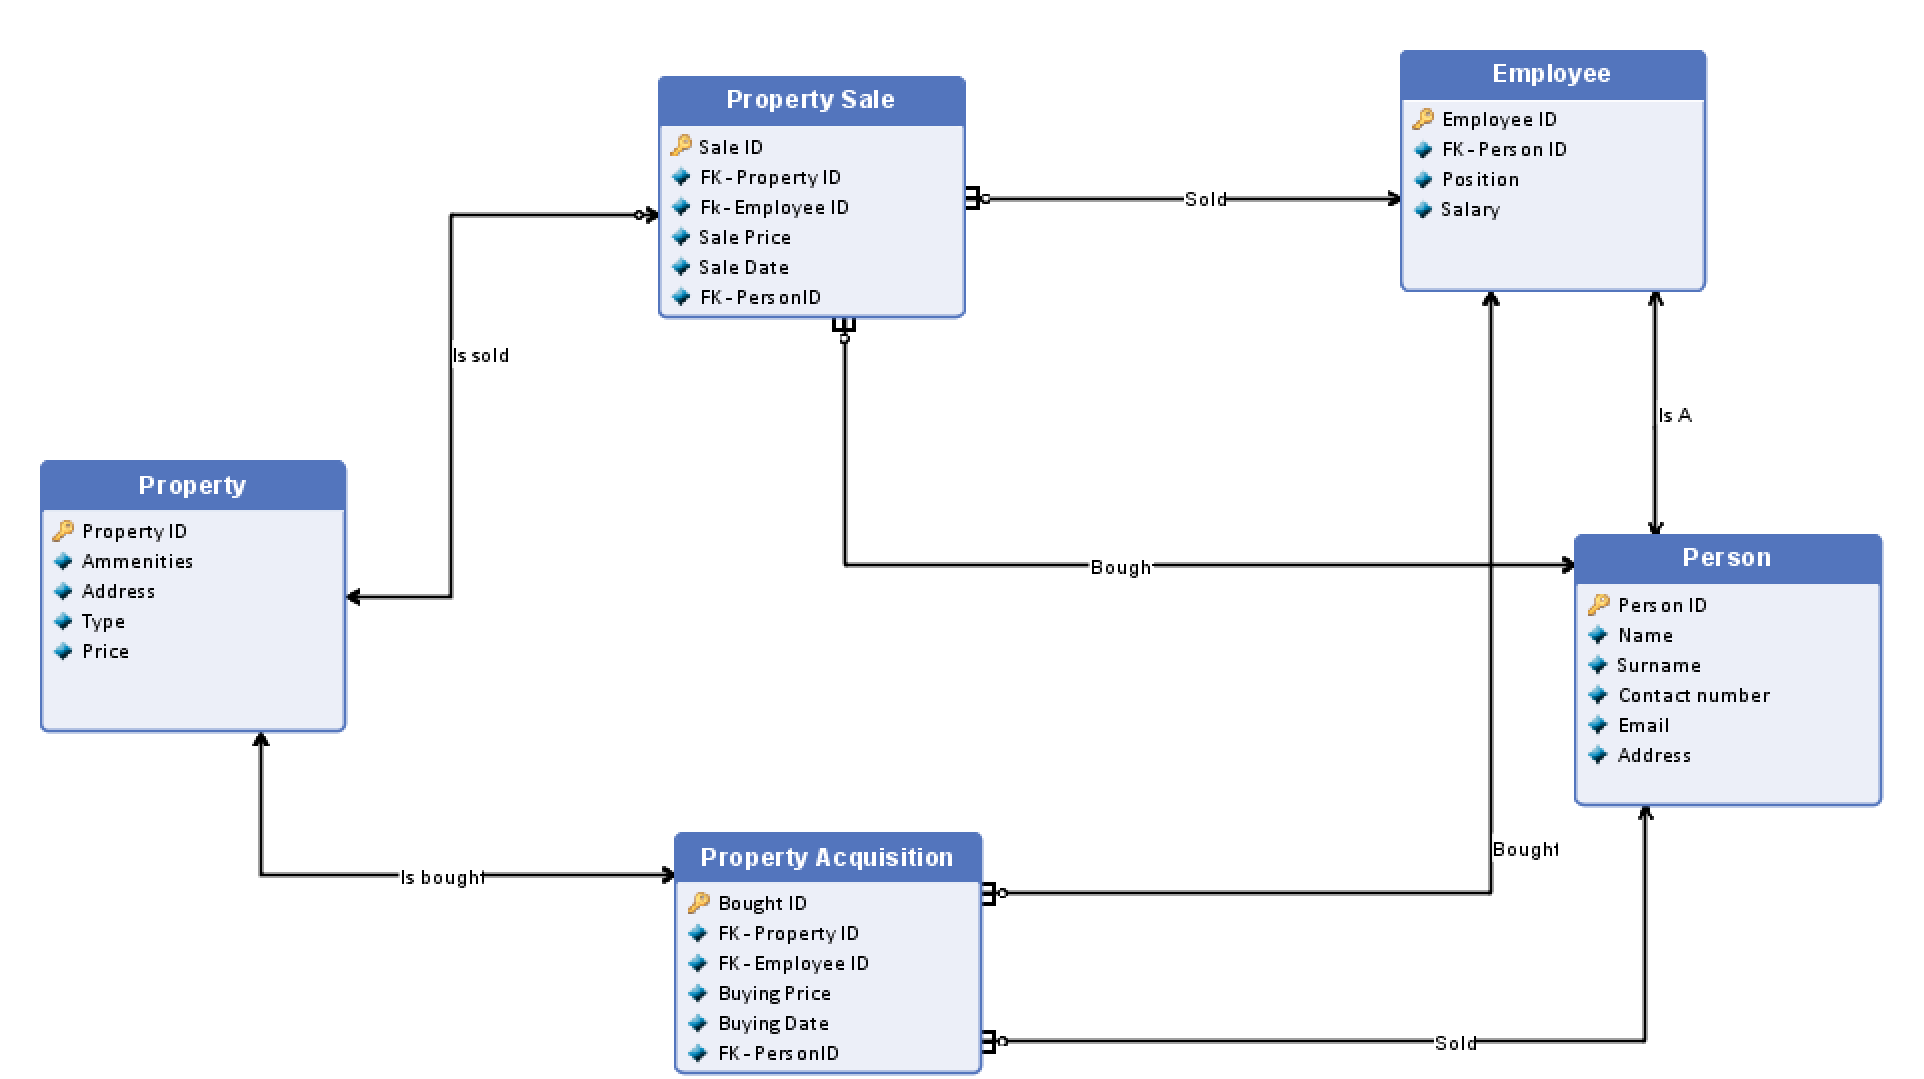 Property Sale
Sale ID
FK - Property ID
Fk - Employee ID
Sale Price
Sale Date
FK - PersonID
Employee
Employee ID
FK - Person ID
Position
Salary
Sold
Is sold
Is A
Property
Property ID
Ammenities
Address
Type
Price
Bough
Person
Person ID
Name
Surname
Contact number
Email
Address
Is bought
Property Acquisition
Bought ID
FK - Property ID
FK - Employee ID
Buying Price
Buying Date
FK - PersonID
Bought
Sold